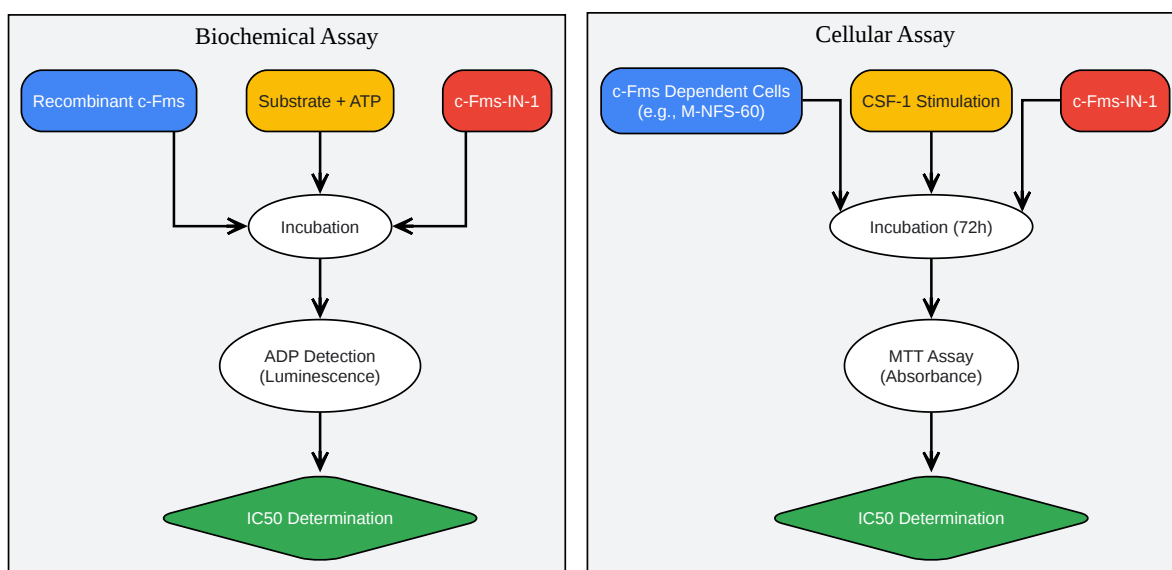 Biochemical Assay
Recombinant c-Fms
Substrate + ATP
c-Fms-IN-1
Incubation
ADP Detection
(Luminescence)
IC50 Determination
Cellular Assay
c-Fms Dependent Cells
(e.g., M-NFS-60)
CSF-1 Stimulation
c-Fms-IN-1
Incubation (72h)
MTT Assay
(Absorbance)
IC50 Determination